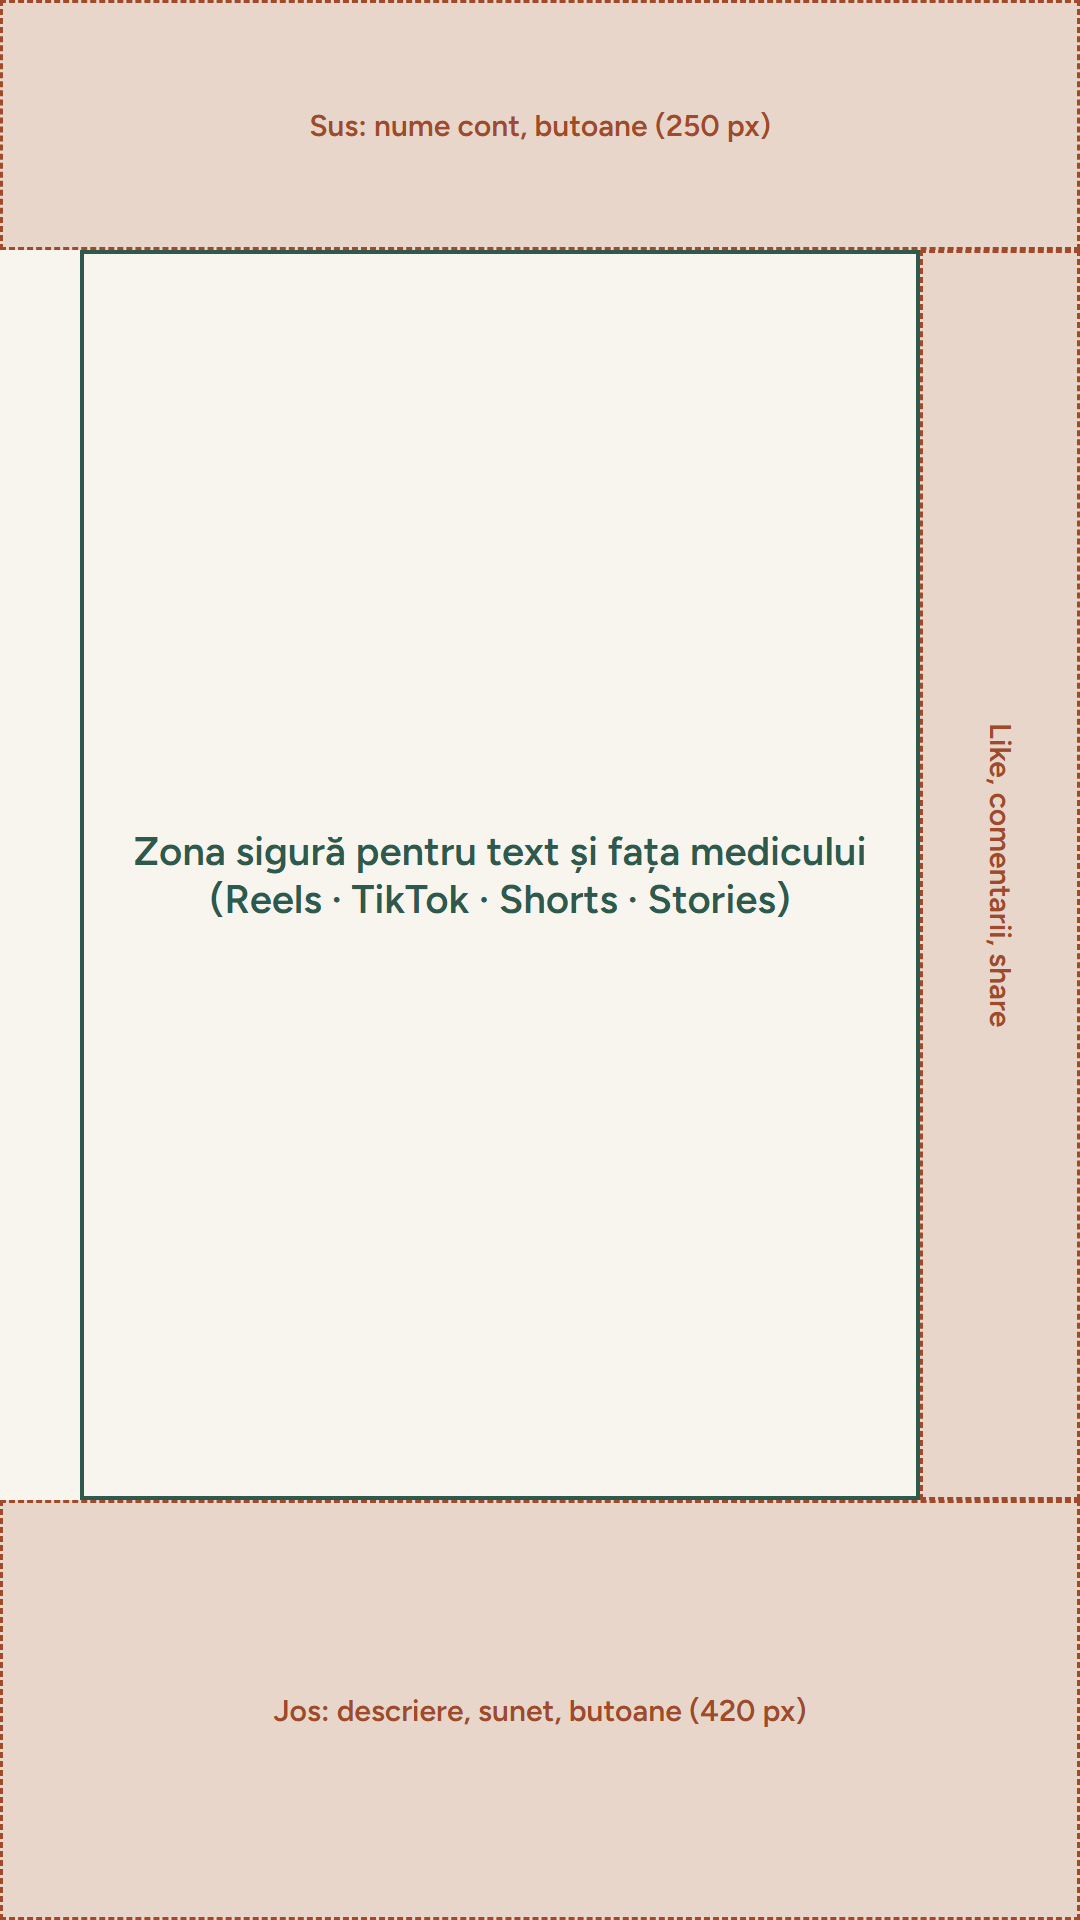 Sus: nume cont, butoane (250 px)
Zona sigură pentru text și fața medicului
(Reels · TikTok · Shorts · Stories)
Like, comentarii, share
Jos: descriere, sunet, butoane (420 px)